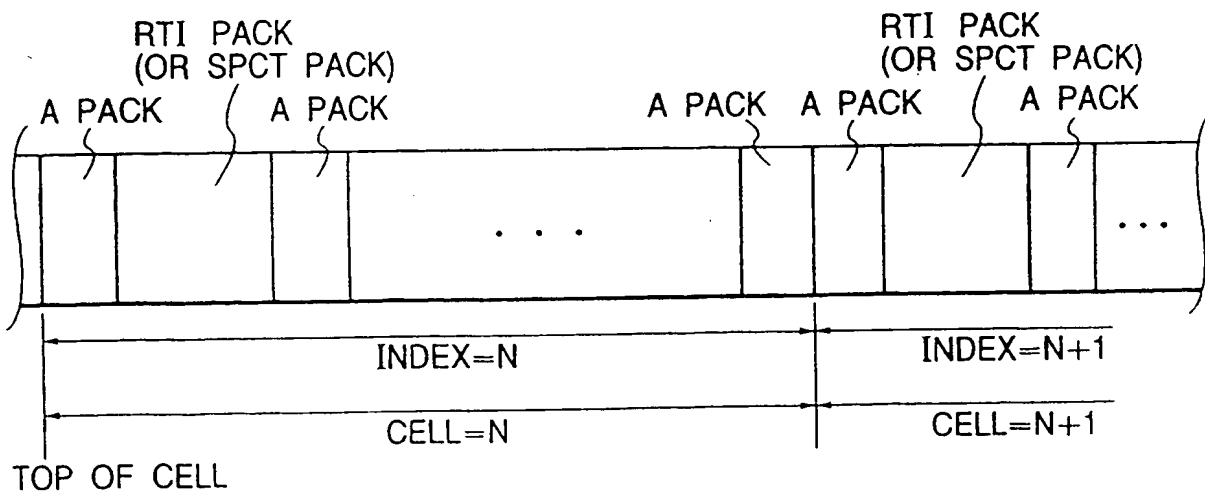 RTI PACK
(OR SPCT PACK)
A PACK
A PACK
A PACK
A PACK
RTI PACK
(OR SPCT PACK)
A PACK
. . .
...
INDEX=N
INDEX=N+1
CELL=N
CELL=N+1
TOP OF CELL